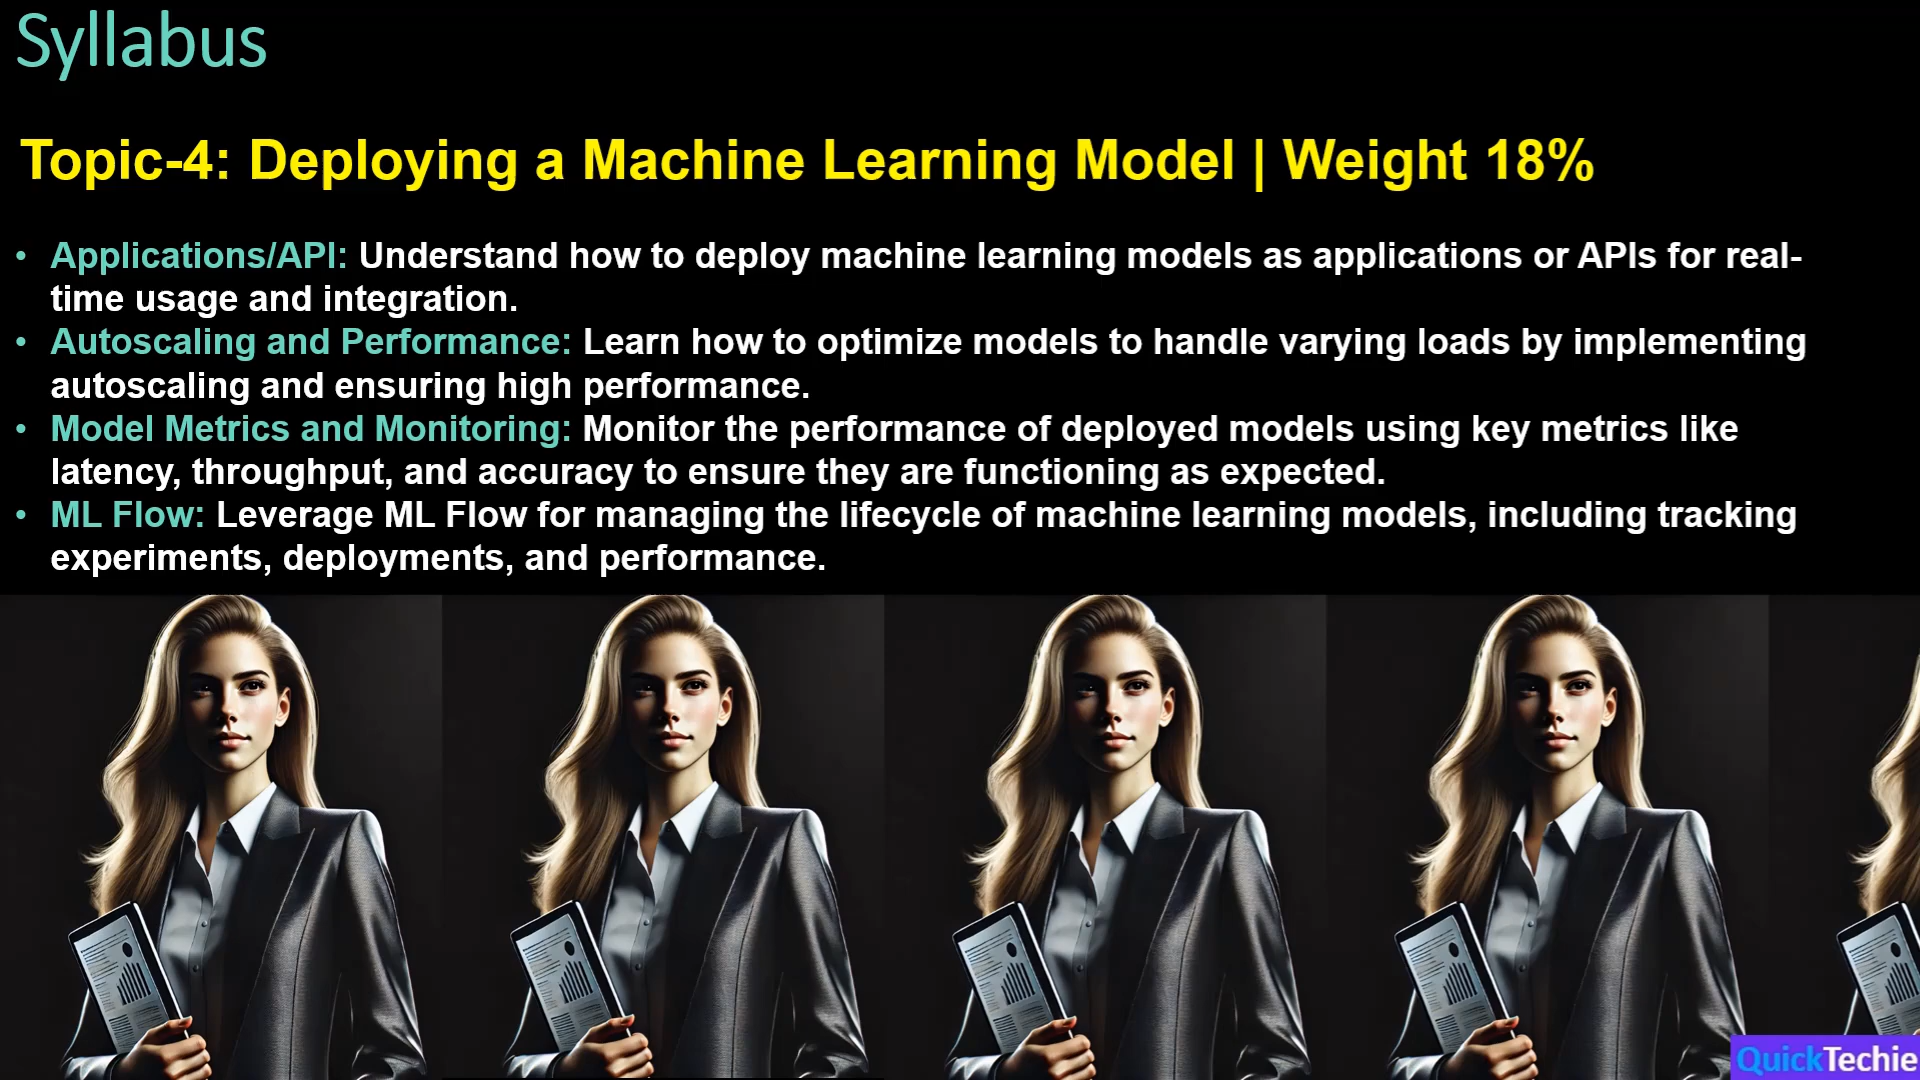 Syllabus
Topic-4: Deploying a Machine Learning Model | Weight 18%
• Applications/API: Understand how to deploy machine learning models as applications or APIs for real-
time usage and integration.
• Autoscaling and Performance: Learn how to optimize models to handle varying loads by implementing
autoscaling and ensuring high performance.
• Model Metrics and Monitoring: Monitor the performance of deployed models using key metrics like
latency, throughput, and accuracy to ensure they are functioning as expected.
• ML Flow: Leverage ML Flow for managing the lifecycle of machine learning models, including tracking
experiments, deployments, and performance.
QuickTechie